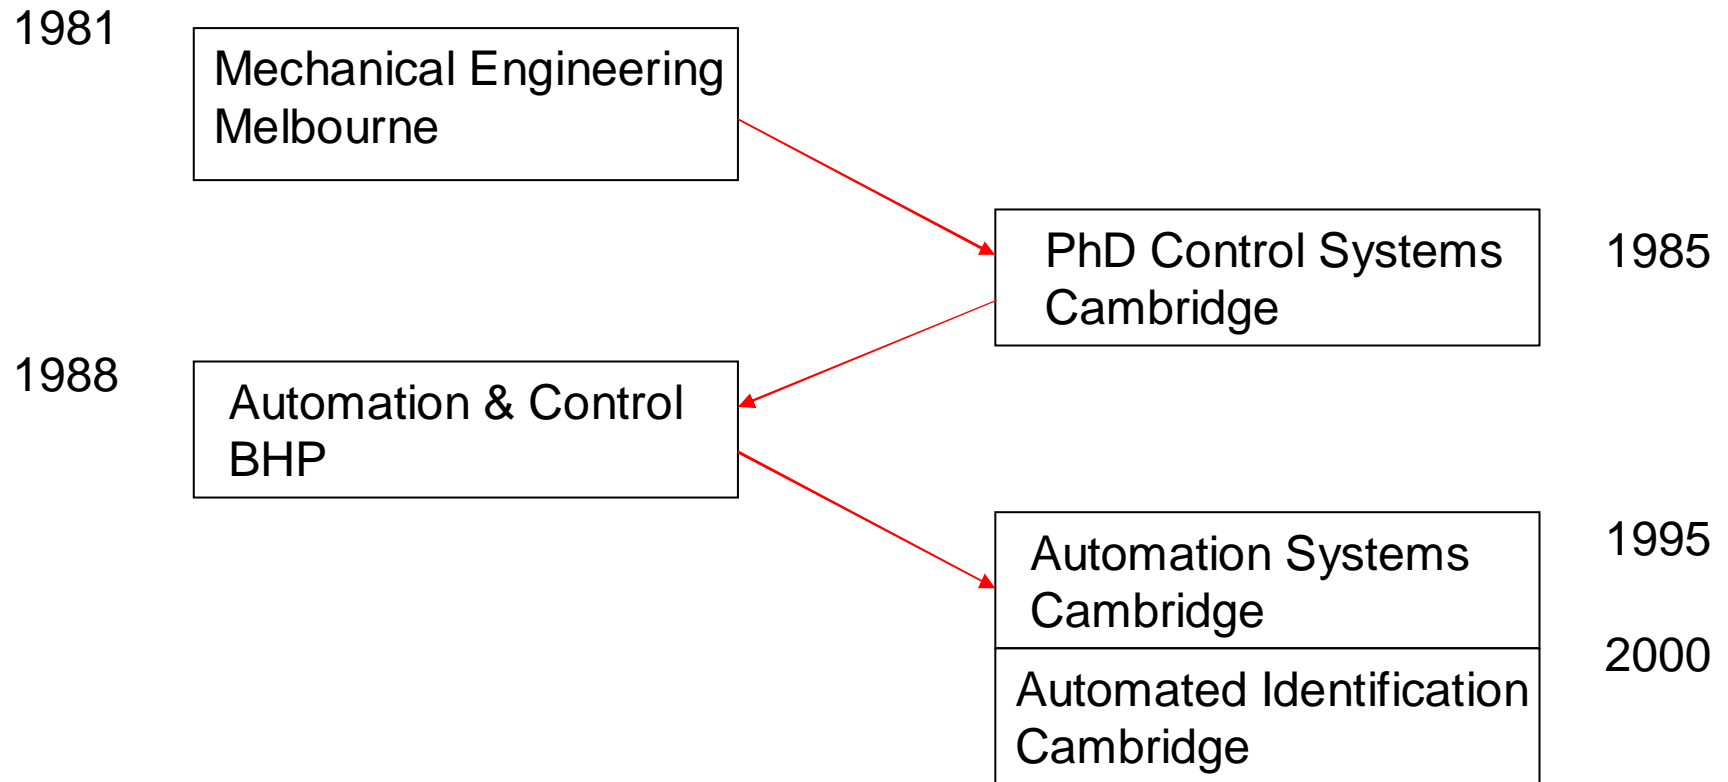 1981
Mechanical Engineering
Melbourne
PhD Control Systems
Cambridge
1985
1988
Automation & Control
BHP
Automation Systems
Cambridge
1995
2000
Automated Identification
Cambridge